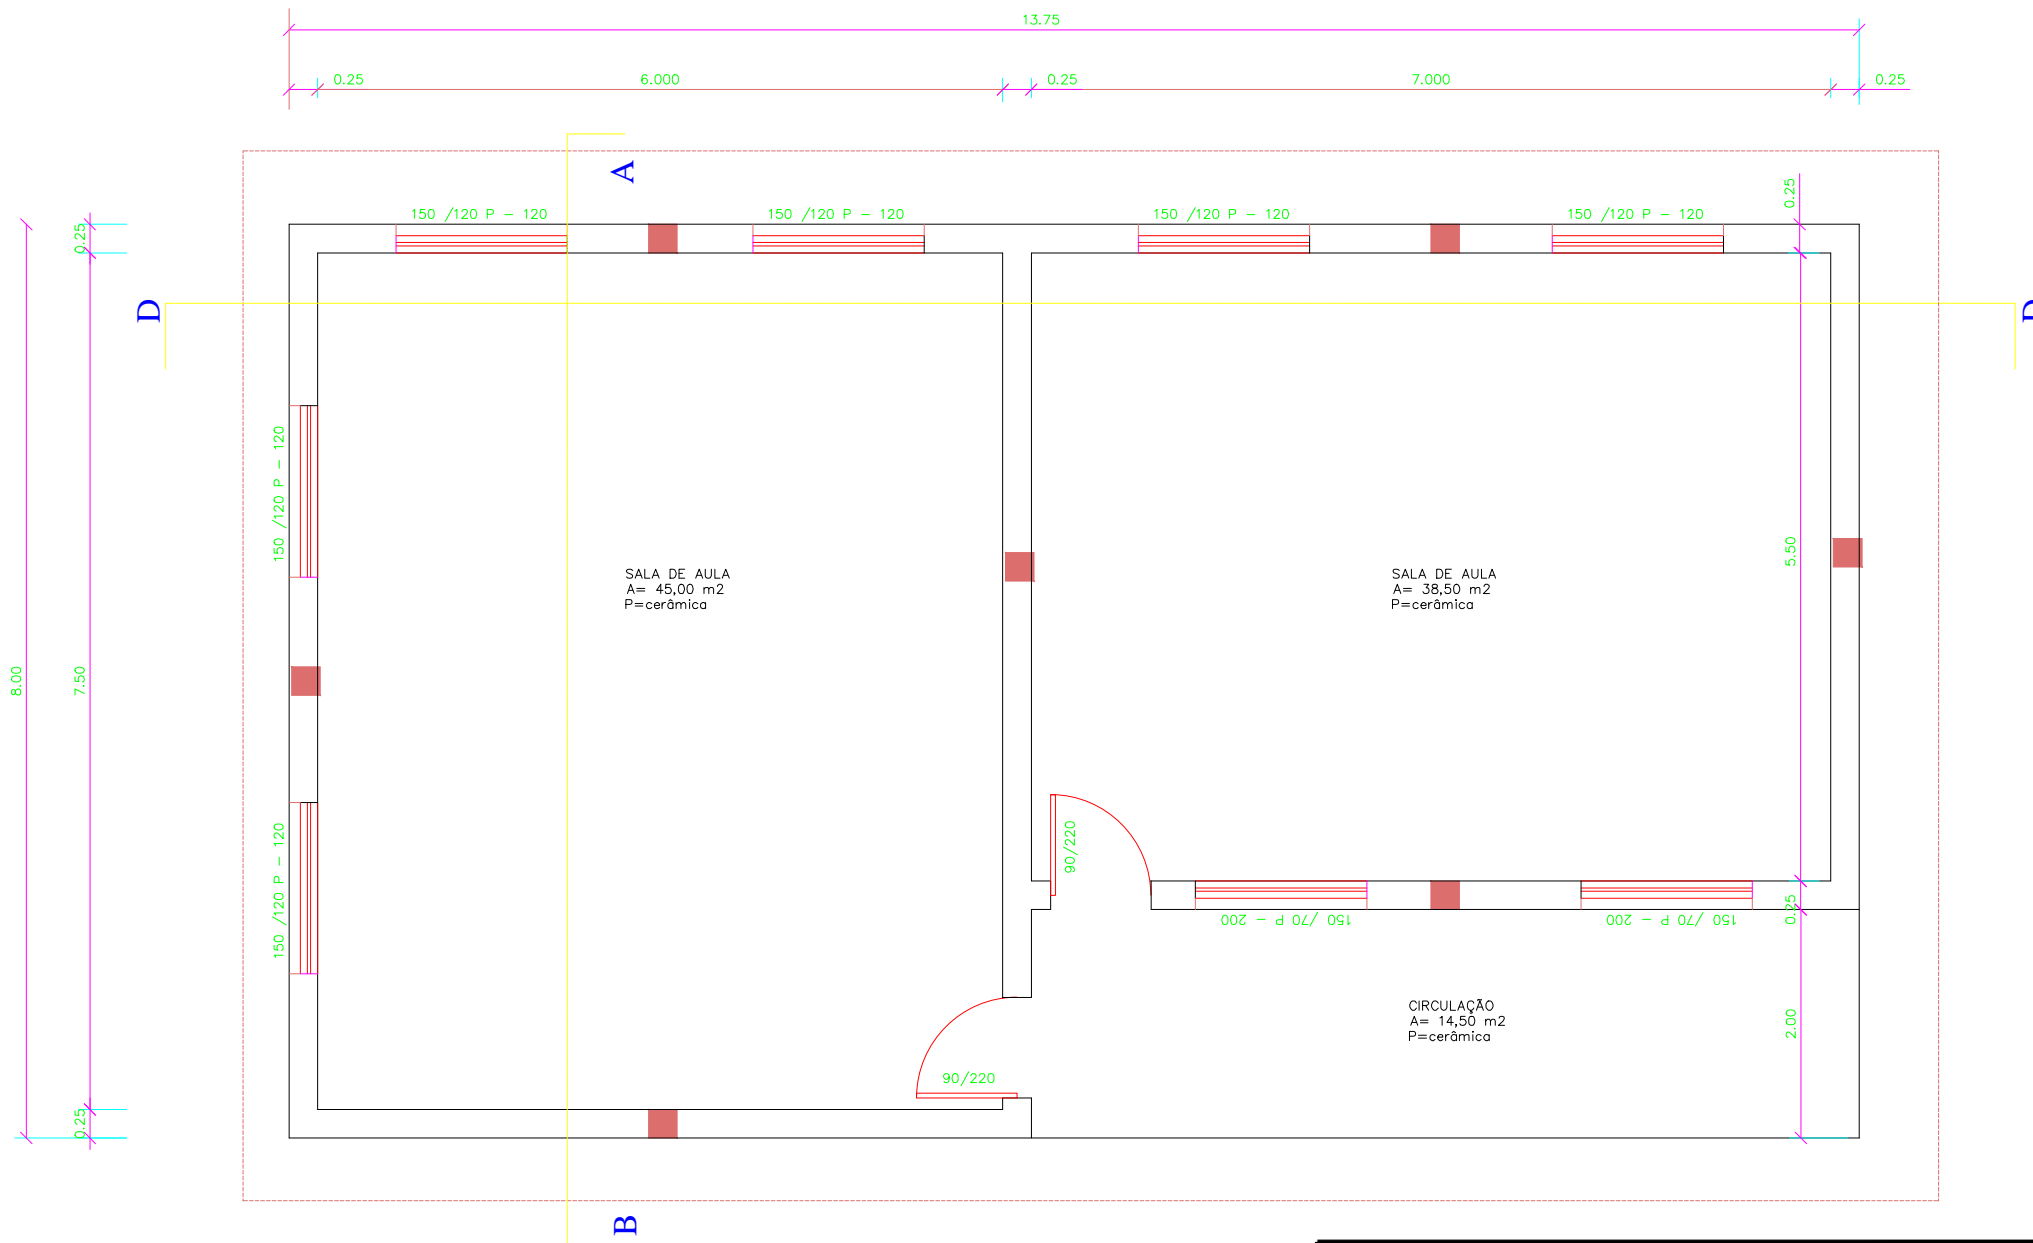 13.75
0.25
6.000
0.25
7.000
0.25
A
0.25
150 /120 P - 120
150 /120 P - 120
150 /120 P - 120
150 /120 P - 120
0.25
D
D
150 /120 P - 120
5.50
SALA DE AULA
A= 45,00 m2
P=cerâmica
SALA DE AULA
A= 38,50 m2
P=cerâmica
8.00
7.50
90/220
150 /120 P - 120
150 /70 P - 200
150 /70 P - 200
0.25
CIRCULAÇÃO
A= 14,50 m2
P=cerâmica
2.00
90/220
0.25
B